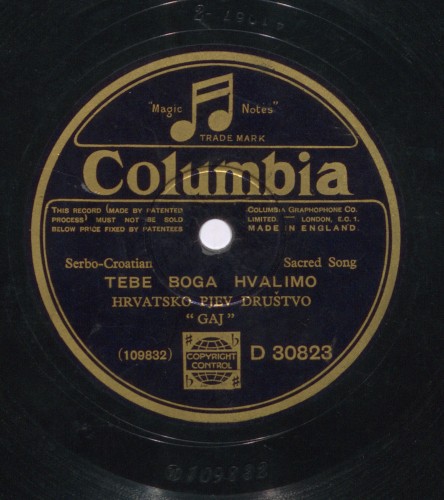 "Magic Notes"
TRADE MARK
Columbia
THIS RECORD (MADE BY PATENTED
PROCESS) MUST NOT BE SOLD
BELOW PRICE FIXED BY PATENTEES
COLUMBIA GRAPHOPHONE CO.
LIMITED. — LONDON, E.C. 1.
MADE IN ENGLAND.
Serbo-Croatian Sacred Song
TEBE BOGA HVALIMO
HRVATSKO PJEV DRUŠTVO
"GAJ"
(109832)
COPYRIGHT
CONTROL
D 30823